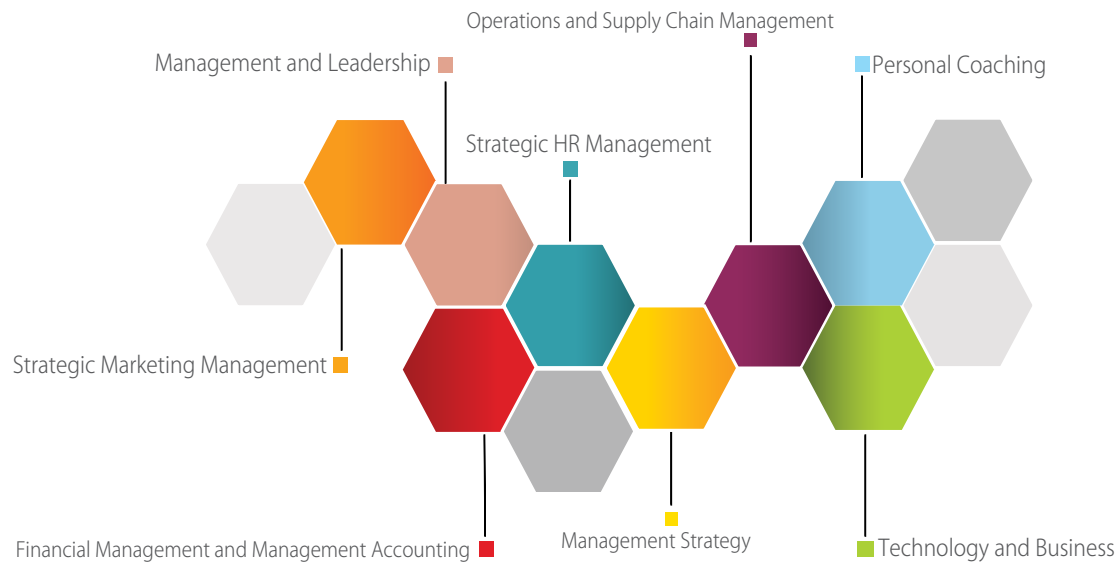 Operations and Supply Chain Management
Management and Leadership
Personal Coaching
Strategic HR Management
Strategic Marketing Management
Financial Management and Management Accounting
Management Strategy
Technology and Business